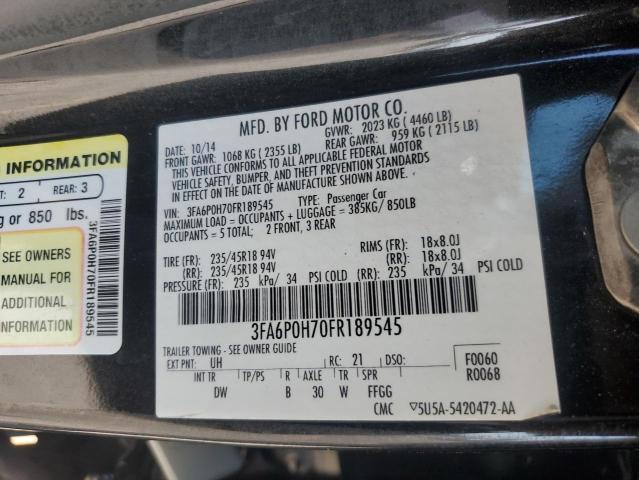 MFD. BY FORD MOTOR CO.
DATE: 10/14 GVWR: 2023 KG ( 4460 LB)
FRONT GAWR: 1068 KG ( 2355 LB) REAR GAWR: 959 KG ( 2115 LB)
THIS VEHICLE CONFORMS TO ALL APPLICABLE FEDERAL MOTOR
VEHICLE SAFETY, BUMPER, AND THEFT PREVENTION STANDARDS
IN EFFECT ON THE DATE OF MANUFACTURE SHOWN ABOVE.
VIN: 3FA6P0H70FR189545 TYPE: Passenger Car
MAXIMUM LOAD = OCCUPANTS + LUGGAGE = 385KG/ 850LB
OCCUPANTS = 5 TOTAL; 2 FRONT, 3 REAR
TIRE (FR): 235/45R18 94V RIMS (FR): 18x8.0J
(RR): 235/45R18 94V (RR): 18x8.0J
PRESSURE (FR): 235 kPa/ 34 PSI COLD (RR): 235 kPa/ 34 PSI COLD
3FA6P0H70FR189545
TRAILER TOWING - SEE OWNER GUIDE
EXT PNT: UH RC: 21 DSO: F0060
R0068
INT TR TP/PS R AXLE TR SPR
DW B 30 W FFGG
CMC ▽5U5A-5420472-AA
INFORMATION
2 REAR: 3
or 850 lbs.
SEE OWNERS
MANUAL FOR
ADDITIONAL
INFORMATION
3FA6P0H70FR189545